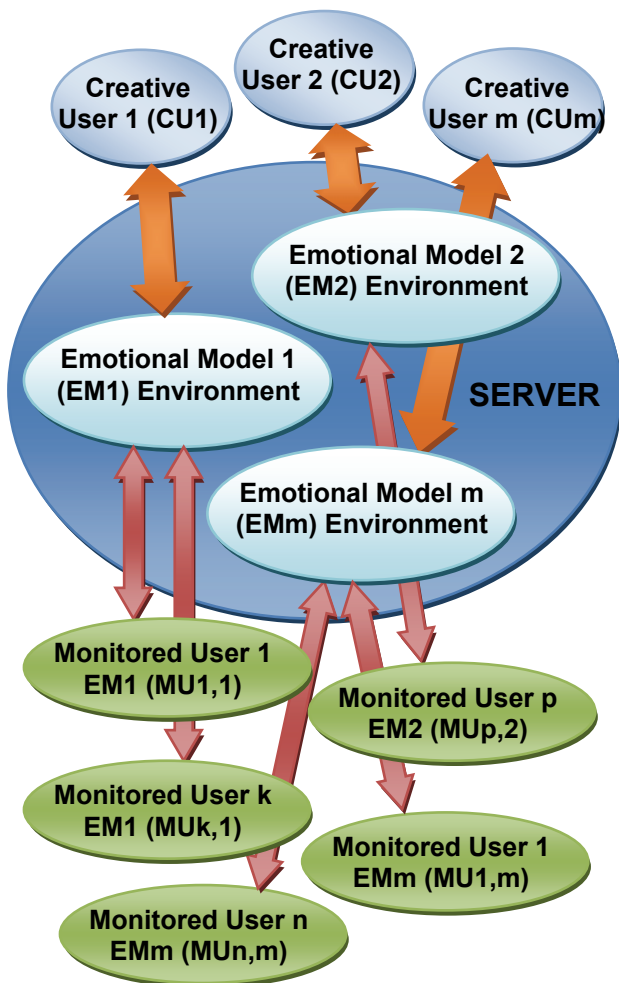 Creative
User 1 (CU1)
Creative
User 2 (CU2)
Creative
User m (CUm)
Emotional Model 2
(EM2) Environment
Emotional Model 1
(EM1) Environment
SERVER
Emotional Model m
(EMm) Environment
Monitored User 1
EM1 (MU1,1)
Monitored User p
EM2 (MUp,2)
Monitored User k
EM1 (MUk,1)
Monitored User 1
EMm (MU1,m)
Monitored User n
EMm (MUn,m)